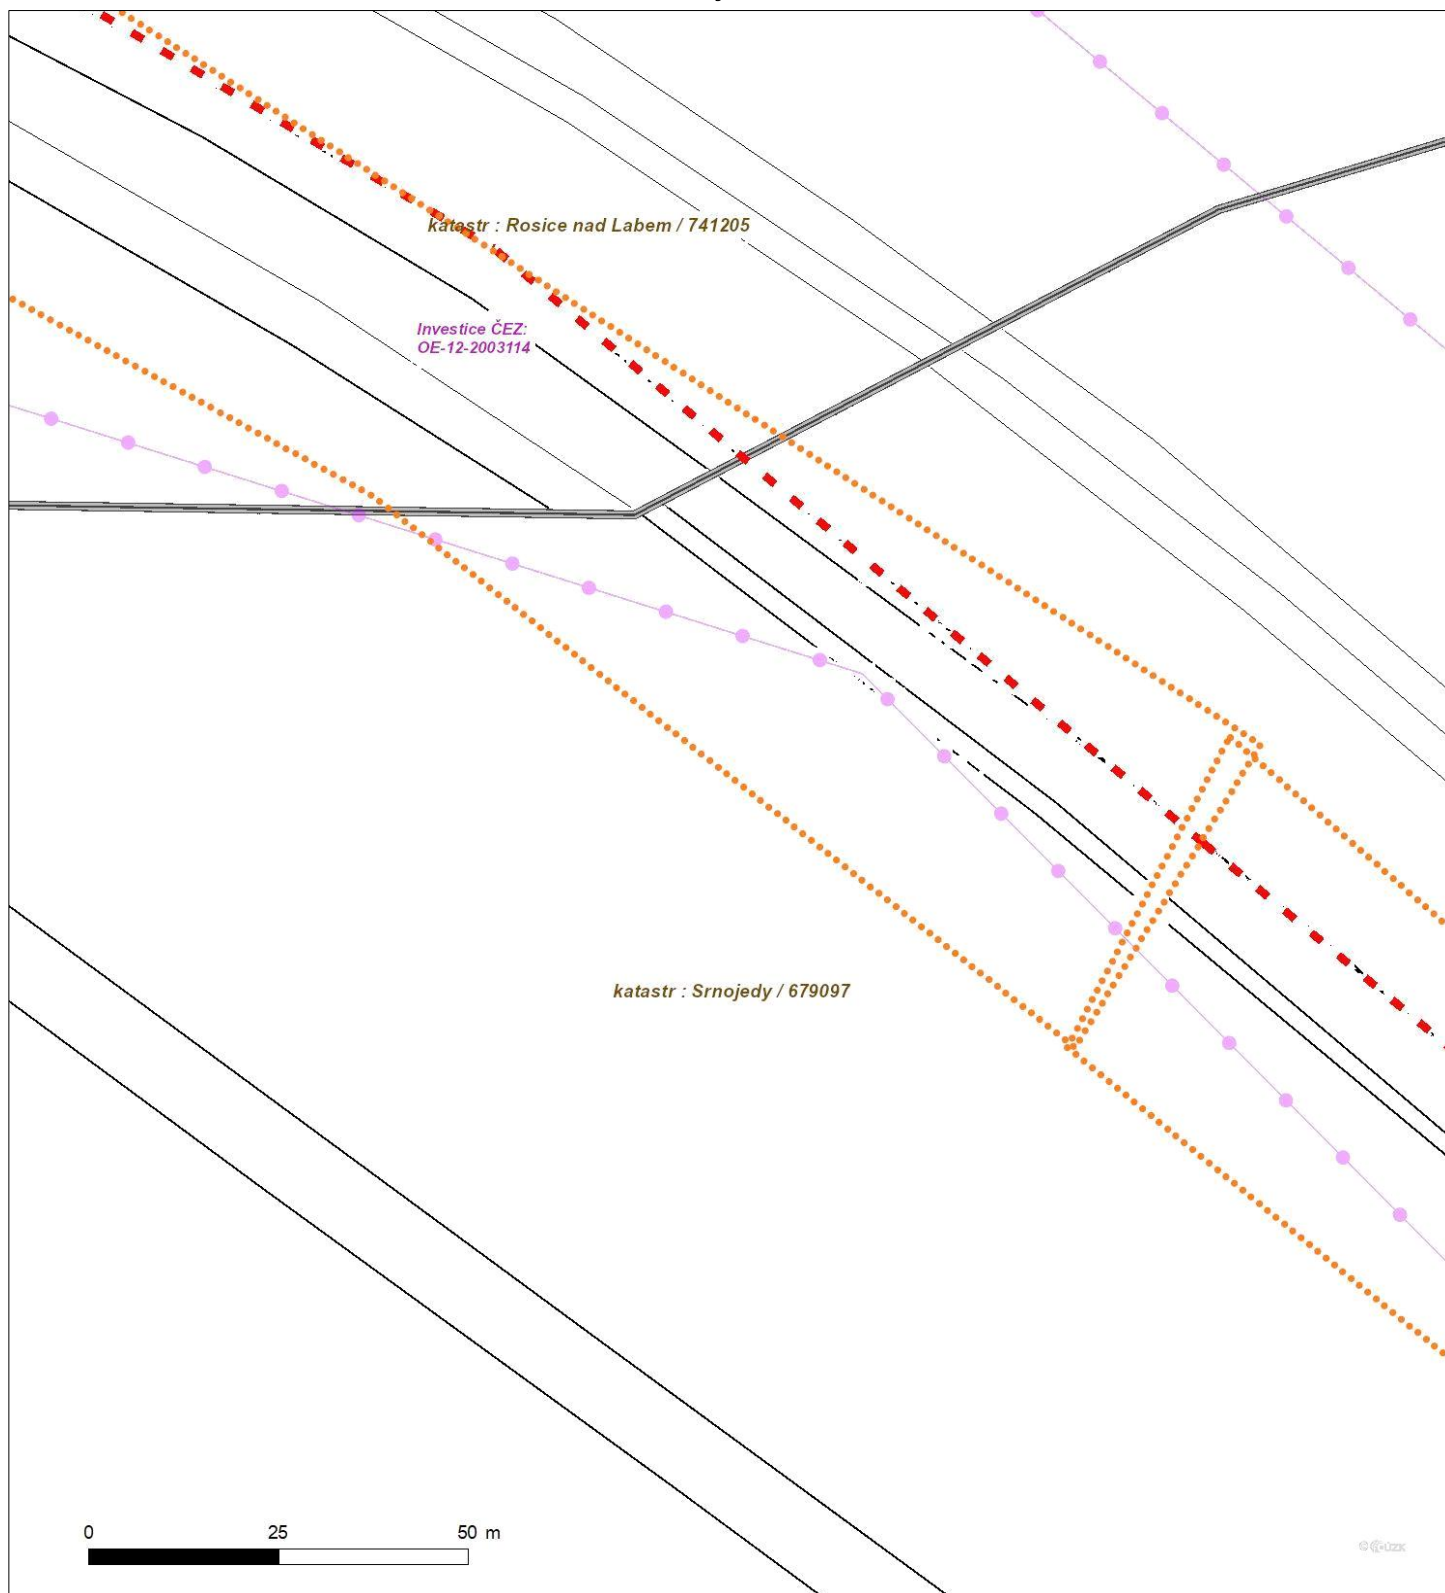 katastr : Rosice nad Labem / 741205
Investice ČEZ:
OE-12-2003114
katastr : Srnojedy / 679097
0 25 50 m